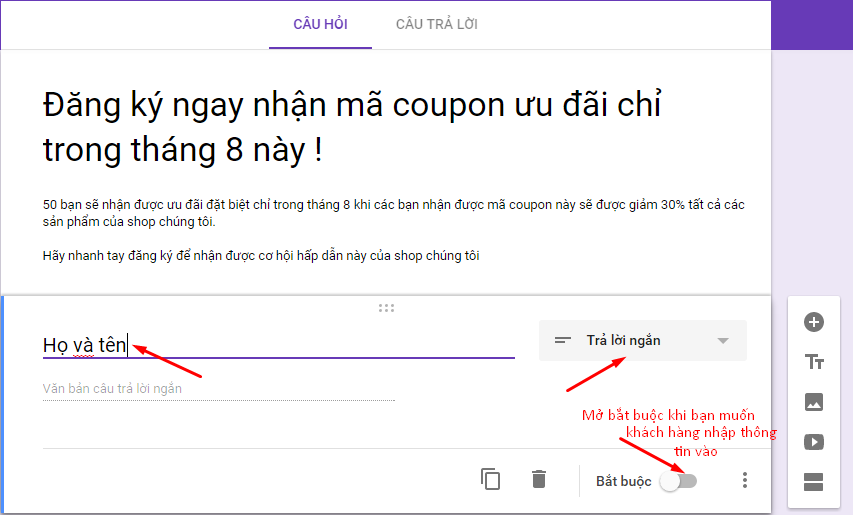 CÂU HỎI CÂU TRẢ LỜI
Đăng ký ngay nhận mã coupon ưu đãi chỉ
trong tháng 8 này !
50 bạn sẽ nhận được ưu đãi đặt biệt chỉ trong tháng 8 khi các bạn nhận được mã coupon này sẽ được giảm 30% tất cả các
sản phẩm của shop chúng tôi.
Hãy nhanh tay đăng ký để nhận được cơ hội hấp dẫn này của shop chúng tôi
Họ và tên
Trả lời ngắn
Văn bản câu trả lời ngắn
Mở bắt buộc khi bạn muốn
khách hàng nhập thông
tin vào
Bắt buộc
Tт